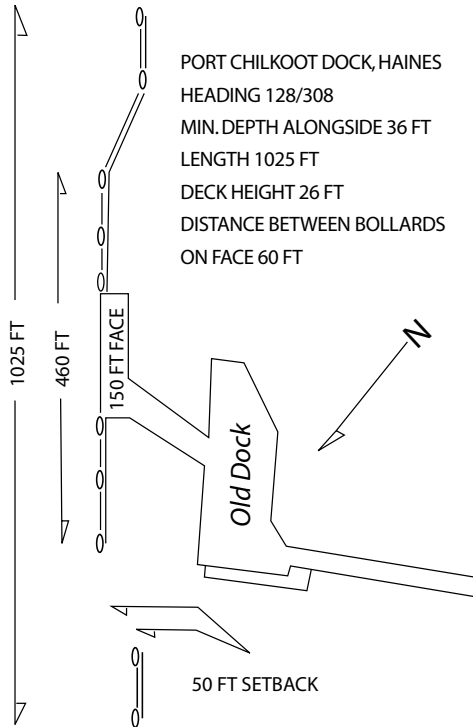 PORT CHILKOOT DOCK, HAINES
HEADING 128/308
MIN. DEPTH ALONGSIDE 36 FT
LENGTH 1025 FT
DECK HEIGHT 26 FT
DISTANCE BETWEEN BOLLARDS
ON FACE 60 FT
1025 FT
460 FT
150 FT FACE
N
Old Dock
50 FT SETBACK